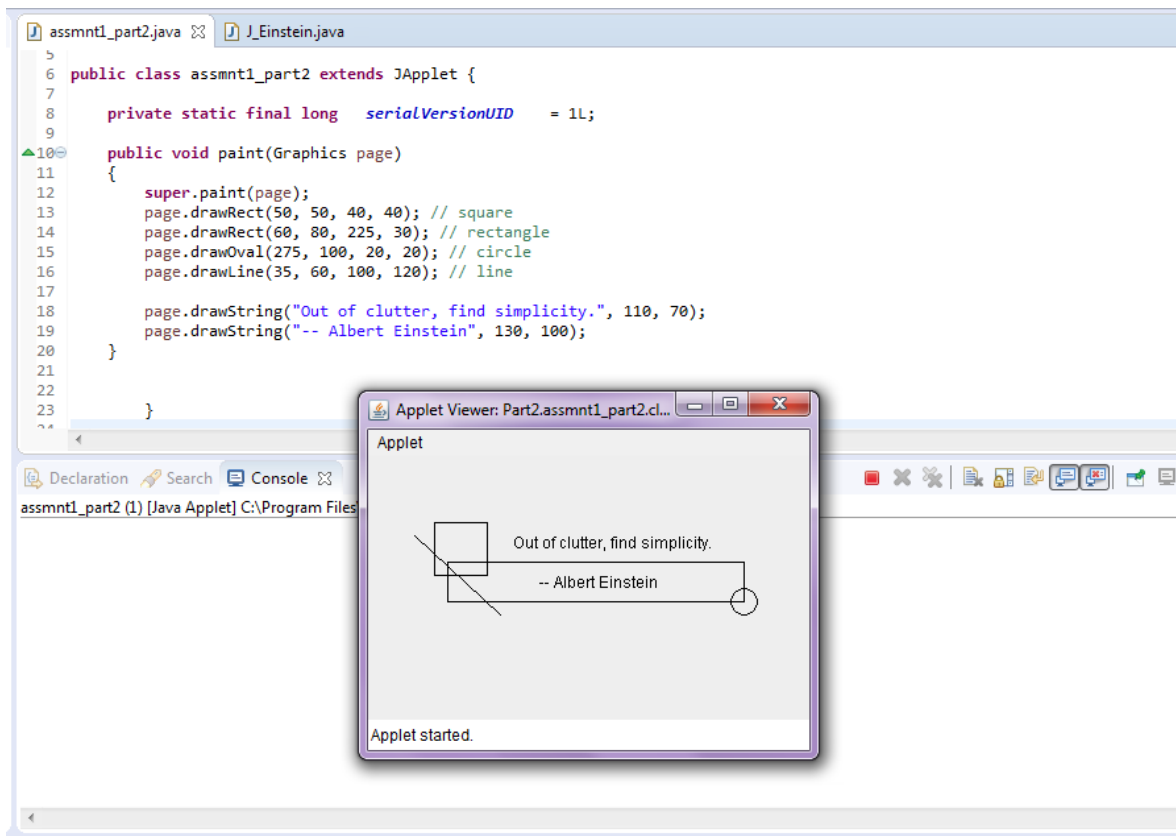 assmnt1_part2.java J_Einstein.java
5
6 public class assmnt1_part2 extends JApplet {
7
8 private static final long serialVersionUID = 1L;
9
10 public void paint(Graphics page)
11 {
12 super.paint(page);
13 page.drawRect(50, 50, 40, 40); // square
14 page.drawRect(60, 80, 225, 30); // rectangle
15 page.drawOval(275, 100, 20, 20); // circle
16 page.drawLine(35, 60, 100, 120); // line
17
18 page.drawString("Out of clutter, find simplicity.", 110, 70);
19 page.drawString("-- Albert Einstein", 130, 100);
20 }
21
22
23 }
24
Applet Viewer: Part2.assmnt1_part2.cl...
Applet
Out of clutter, find simplicity.
-- Albert Einstein
Applet started.
Declaration Search Console
assmnt1_part2 (1) [Java Applet] C:\Program Files